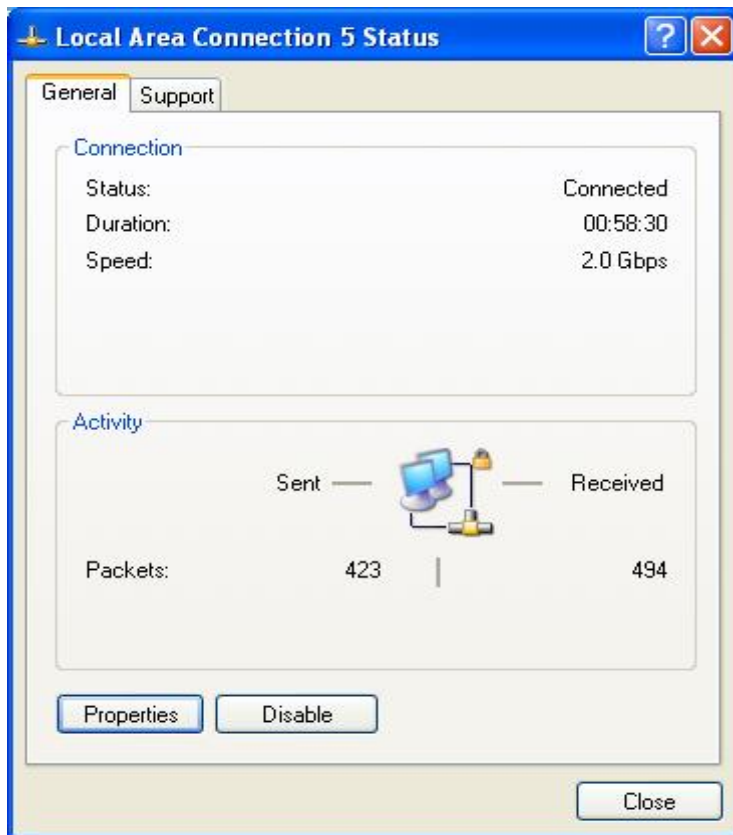 Local Area Connection 5 Status
General Support
Connection
Status: Connected
Duration: 00:58:30
Speed: 2.0 Gbps
Activity
Sent Received
Packets: 423 494
Properties Disable
Close